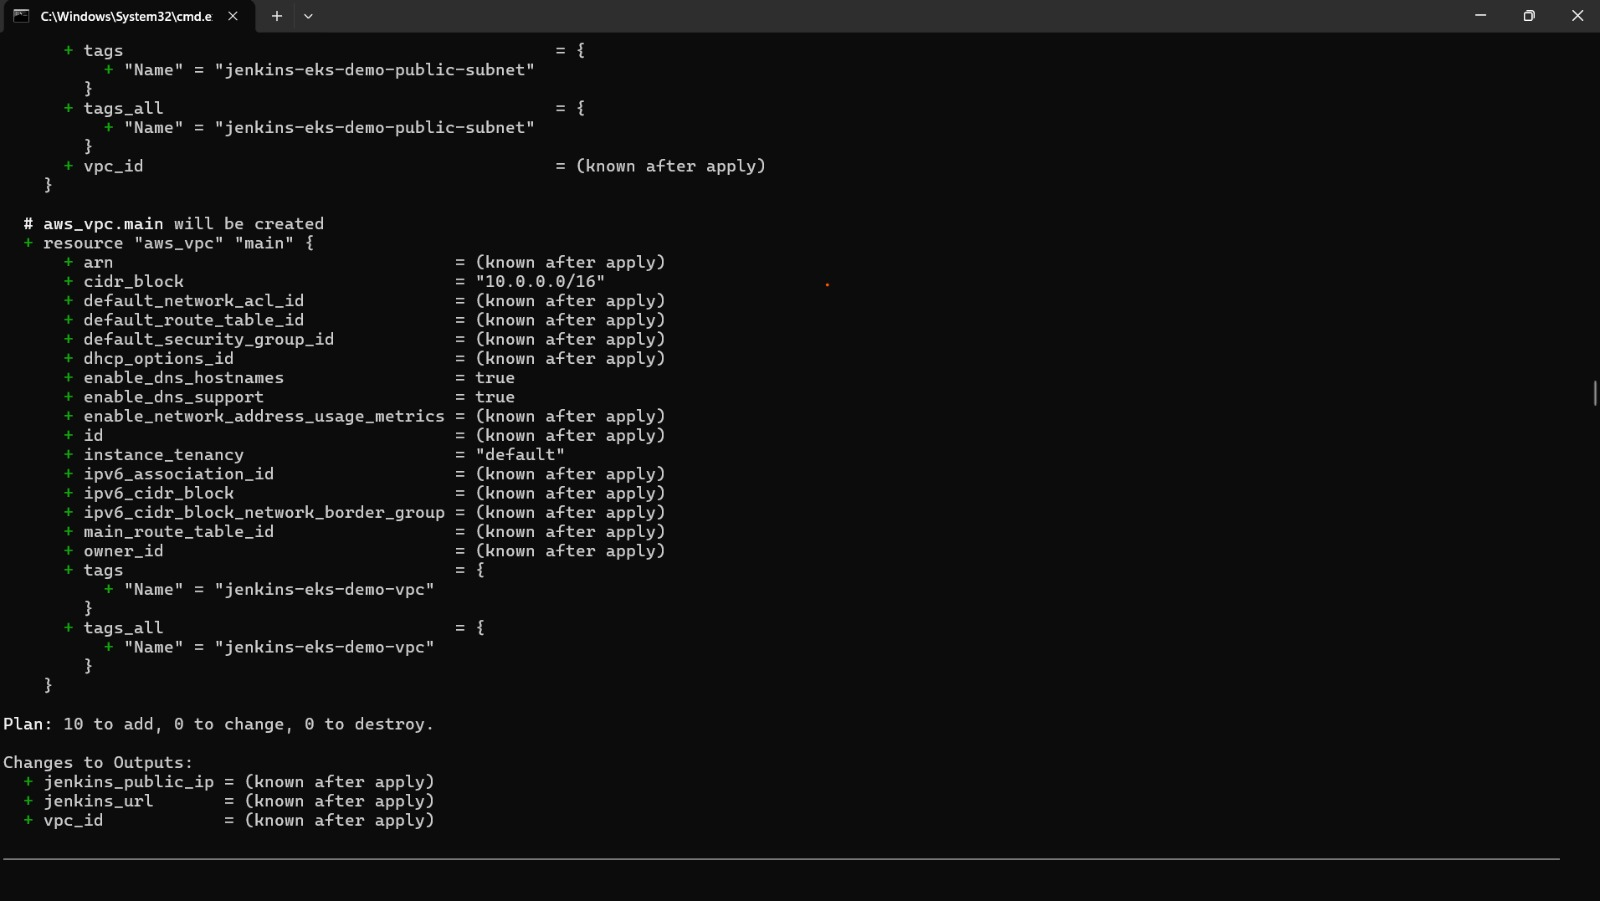 C:\Windows\System32\cmd.e
+ tags = {
+ "Name" = "jenkins-eks-demo-public-subnet"
}
+ tags_all = {
+ "Name" = "jenkins-eks-demo-public-subnet"
}
+ vpc_id = (known after apply)
}
# aws_vpc.main will be created
+ resource "aws_vpc" "main" {
+ arn = (known after apply)
+ cidr_block = "10.0.0.0/16"
+ default_network_acl_id = (known after apply)
+ default_route_table_id = (known after apply)
+ default_security_group_id = (known after apply)
+ dhcp_options_id = (known after apply)
+ enable_dns_hostnames = true
+ enable_dns_support = true
+ enable_network_address_usage_metrics = (known after apply)
+ id = (known after apply)
+ instance_tenancy = "default"
+ ipv6_association_id = (known after apply)
+ ipv6_cidr_block = (known after apply)
+ ipv6_cidr_block_network_border_group = (known after apply)
+ main_route_table_id = (known after apply)
+ owner_id = (known after apply)
+ tags = {
+ "Name" = "jenkins-eks-demo-vpc"
}
+ tags_all = {
+ "Name" = "jenkins-eks-demo-vpc"
}
}
Plan: 10 to add, 0 to change, 0 to destroy.
Changes to Outputs:
+ jenkins_public_ip = (known after apply)
+ jenkins_url = (known after apply)
+ vpc_id = (known after apply)